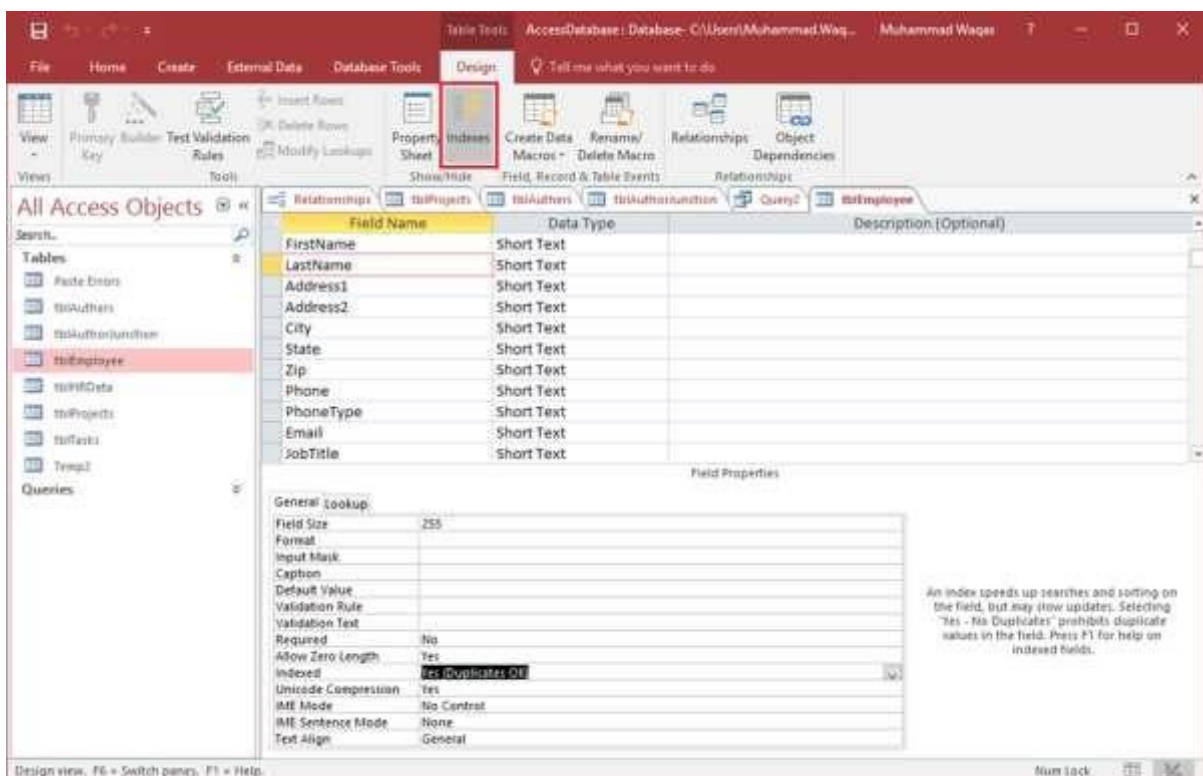 Table Tools AccessDatabase : Database- C:\Users\Muhammad.Waq... Muhammad Waqas ?
File Home Create External Data Database Tools Design Tell me what you want to do
View
Primary Key
Builder
Test Validation Rules
Insert Rows
Delete Rows
Modify Lookups
Property Sheet
Indexes
Create Data Macros
Rename/ Delete Macro
Relationships
Object Dependencies
Views Tools Show/Hide Field, Record & Table Events Relationships
All Access Objects
Search...
Tables
Paste Errors
tblAuthers
tblAuthorJunction
tblEmployee
tblHRData
tblProjects
tblTasks
Temp2
Queries
Relationships tblProjects tblAuthers tblAuthorJunction Query2 tblEmployee
Field Name Data Type Description (Optional)
FirstName Short Text
LastName Short Text
Address1 Short Text
Address2 Short Text
City Short Text
State Short Text
Zip Short Text
Phone Short Text
PhoneType Short Text
Email Short Text
JobTitle Short Text
Field Properties
General Lookup
Field Size 255
Format
Input Mask
Caption
Default Value
Validation Rule
Validation Text
Required No
Allow Zero Length Yes
Indexed Yes (Duplicates OK)
Unicode Compression Yes
IME Mode No Control
IME Sentence Mode None
Text Align General
An index speeds up searches and sorting on
the field, but may slow updates. Selecting
"Yes - No Duplicates" prohibits duplicate
values in the field. Press F1 for help on
indexed fields.
Design view. F6 = Switch panes. F1 = Help. Num Lock